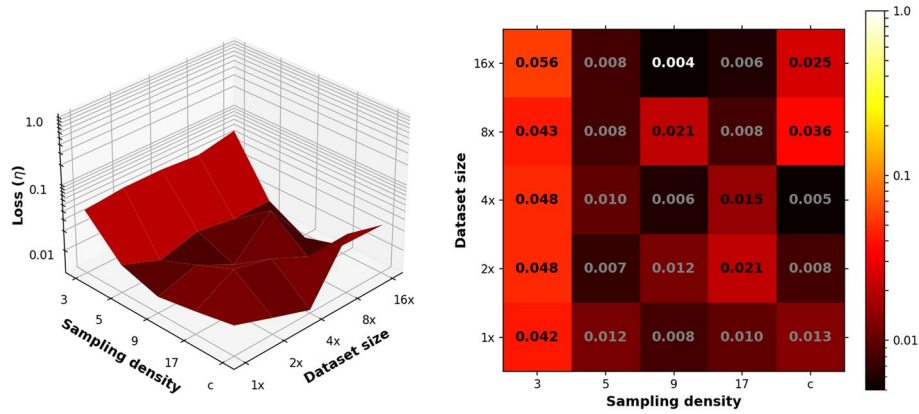 1.0
0.1
0.01
Loss (η)
3
5
9
17
c
Sampling density
1x
2x
4x
8x
16x
Dataset size
16x 0.056 0.008 0.004 0.006 0.025
8x 0.043 0.008 0.021 0.008 0.036
4x 0.048 0.010 0.006 0.015 0.005
2x 0.048 0.007 0.012 0.021 0.008
1x 0.042 0.012 0.008 0.010 0.013
3 5 9 17 c
Dataset size
Sampling density
1.0
0.1
0.01